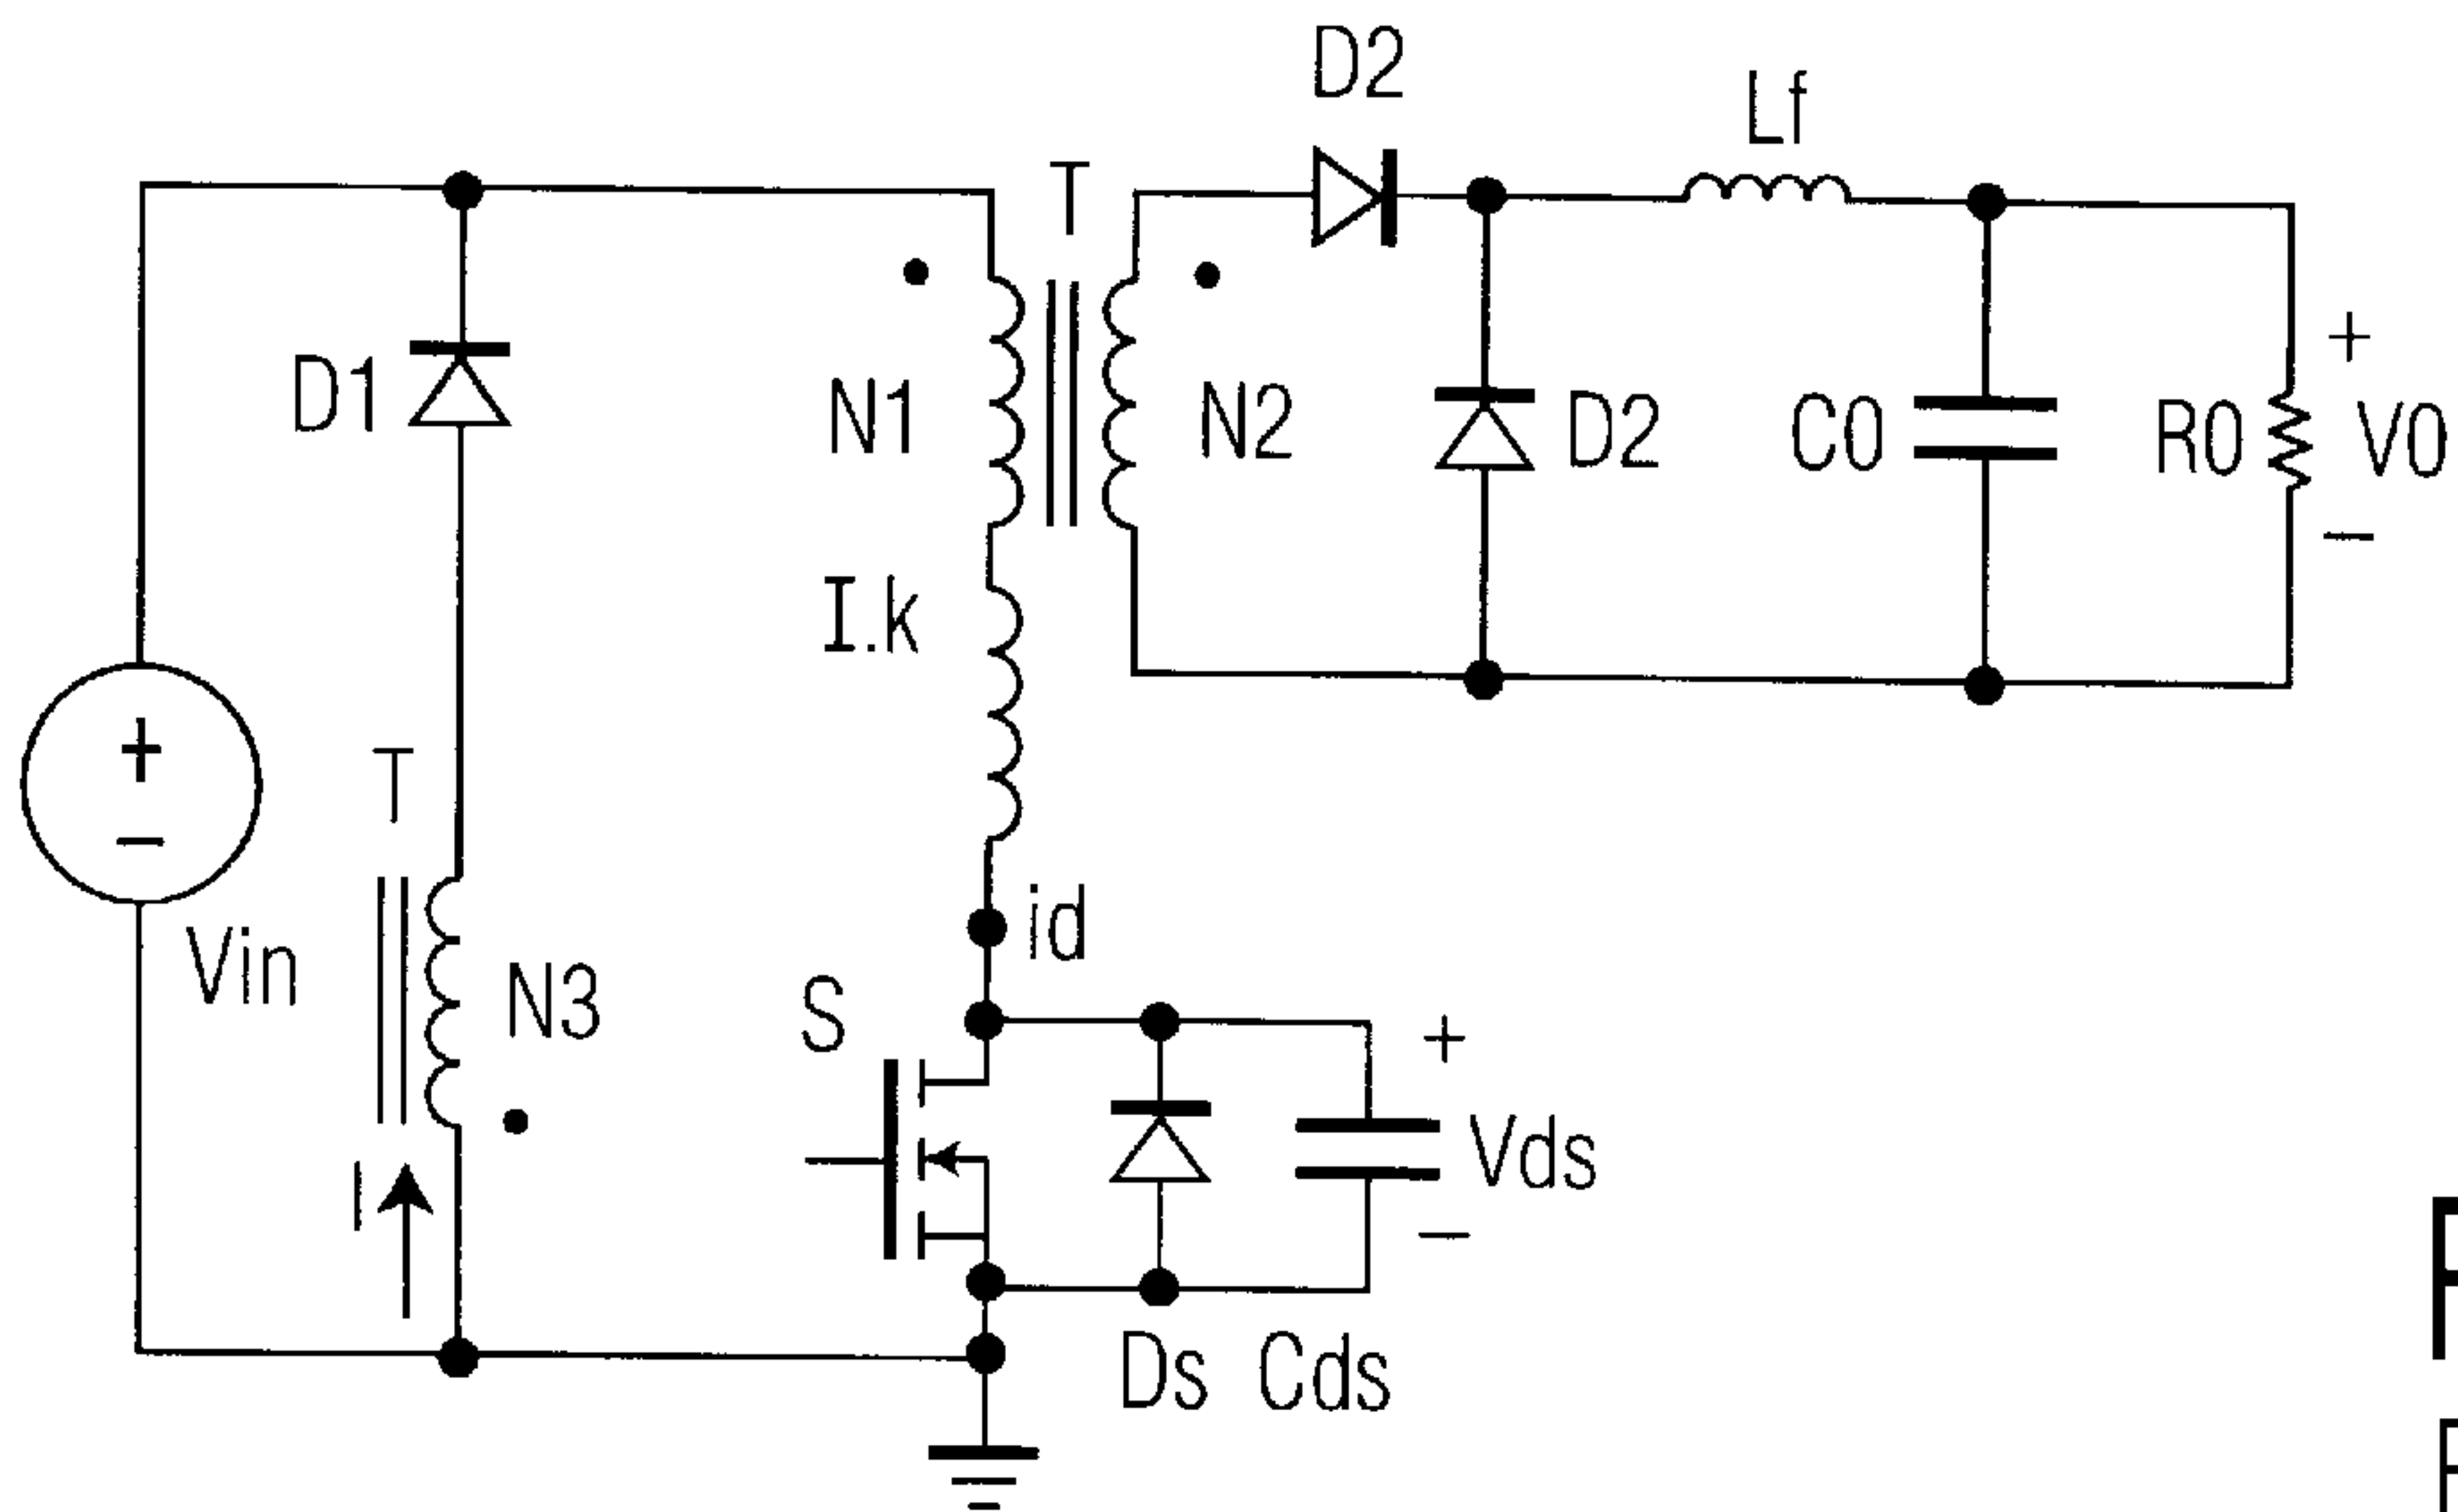 D2
Lf
T
D1
N1
N2
D2
C0
R0
+
V0
−
I.k
+
−
Vin
T
id
N3
S
+
Vds
−
I
Ds
Cds